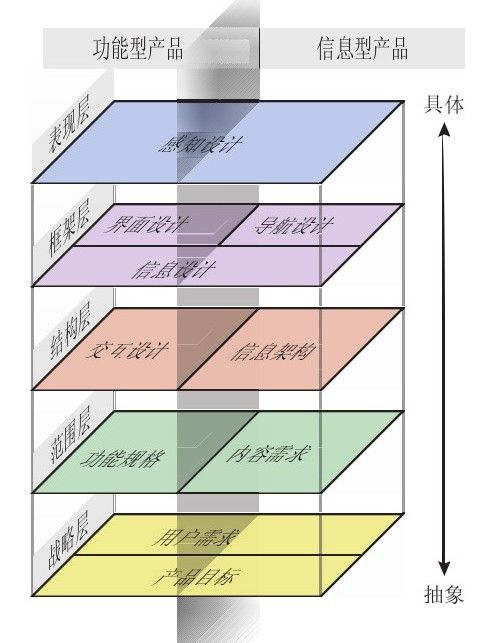 功能型产品
信息型产品
具体
表现层
感知设计
框架层
界面设计
导航设计
信息设计
结构层
交互设计
信息架构
范围层
功能规格
内容需求
战略层
用户需求
产品目标
抽象